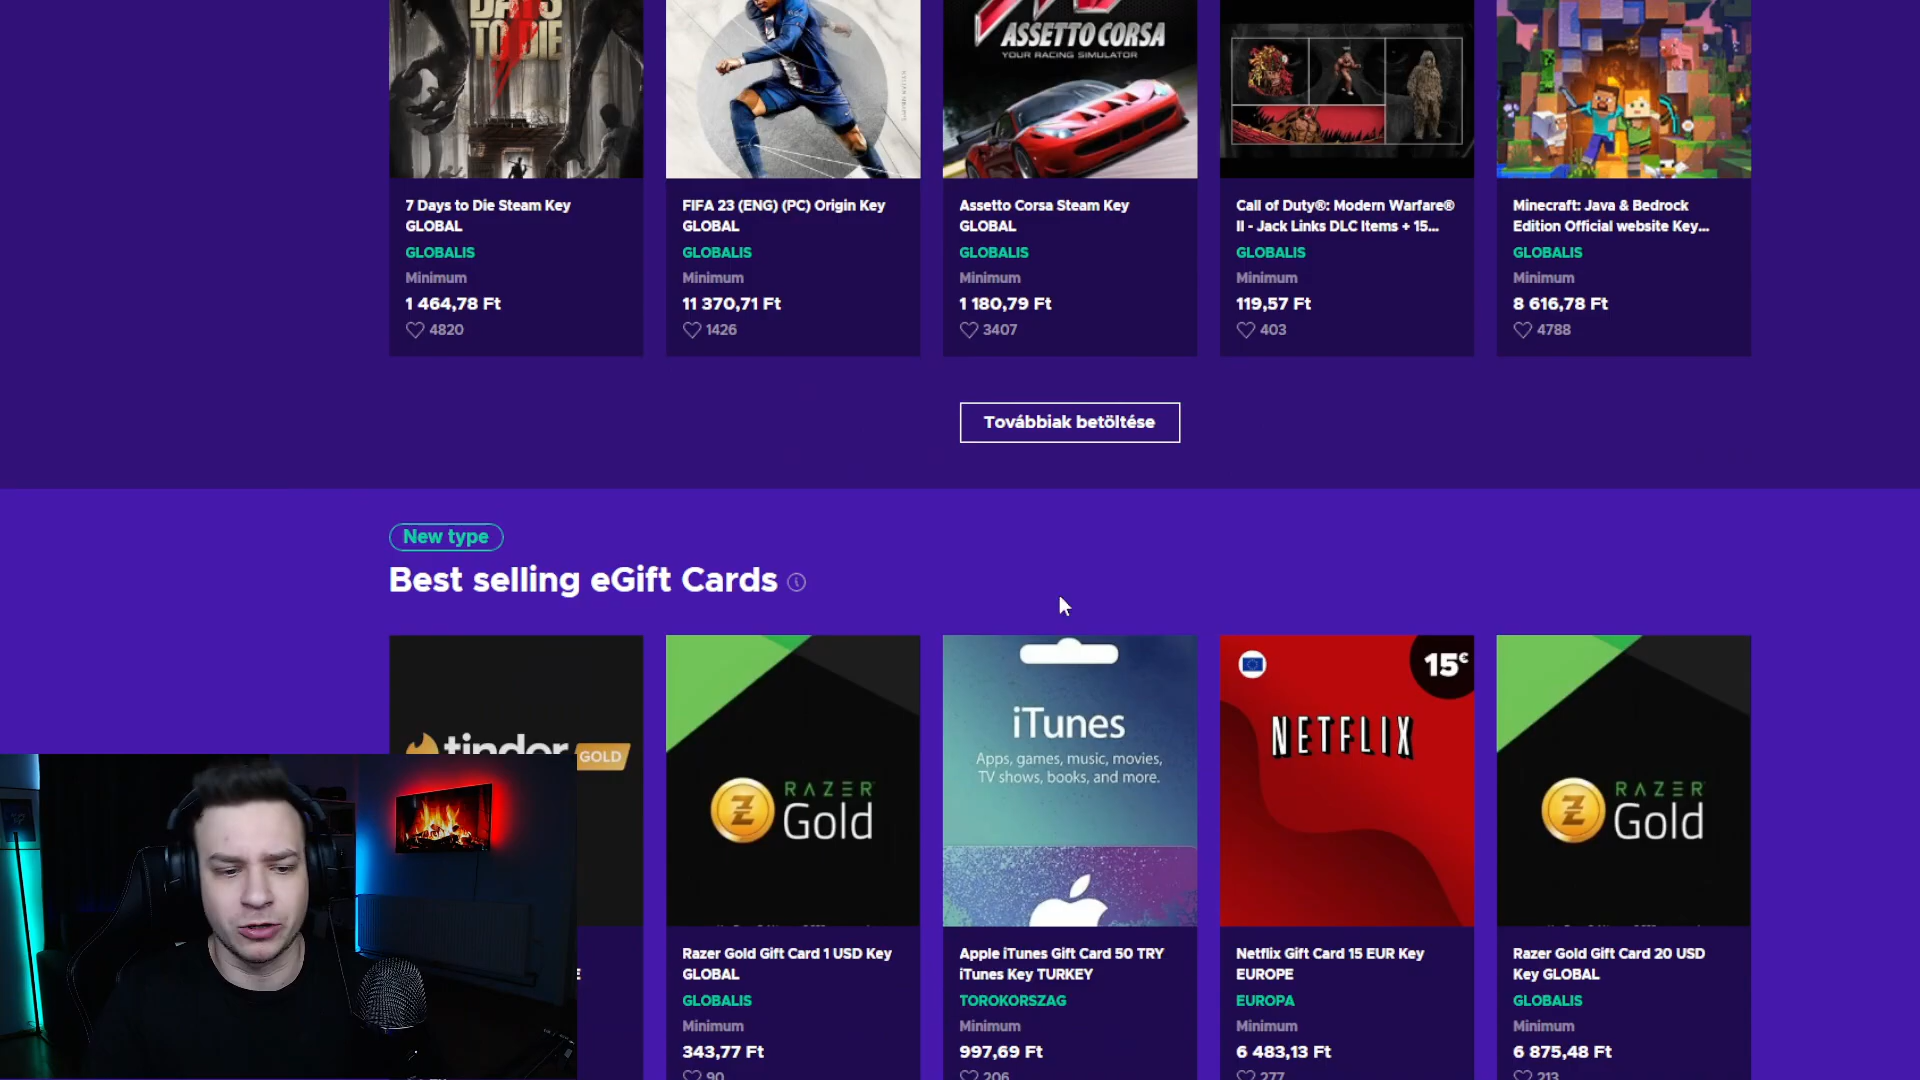 DAYS
TO DIE
ASSETTO CORSA
YOUR RACING SIMULATOR
7 Days to Die Steam Key
GLOBAL
GLOBALIS
Minimum
1 464,78 Ft
4820
FIFA 23 (ENG) (PC) Origin Key
GLOBAL
GLOBALIS
Minimum
11 370,71 Ft
1426
Assetto Corsa Steam Key
GLOBAL
GLOBALIS
Minimum
1 180,79 Ft
3407
Call of Duty®: Modern Warfare®
II - Jack Links DLC Items + 15...
GLOBALIS
Minimum
119,57 Ft
403
Minecraft: Java & Bedrock
Edition Official website Key...
GLOBALIS
Minimum
8 616,78 Ft
4788
Továbbiak betöltése
New type
Best selling eGift Cards
tinder GOLD
RAZER
Gold
Razer Gold Gift Card 1 USD Key
GLOBAL
GLOBALIS
Minimum
343,77 Ft
90
iTunes
Apps, games, music, movies,
TV shows, books, and more.
Apple iTunes Gift Card 50 TRY
iTunes Key TURKEY
TOROKORSZAG
Minimum
997,69 Ft
206
15€
NETFLIX
Netflix Gift Card 15 EUR Key
EUROPE
EUROPA
Minimum
6 483,13 Ft
277
RAZER
Gold
Razer Gold Gift Card 20 USD
Key GLOBAL
GLOBALIS
Minimum
6 875,48 Ft
213